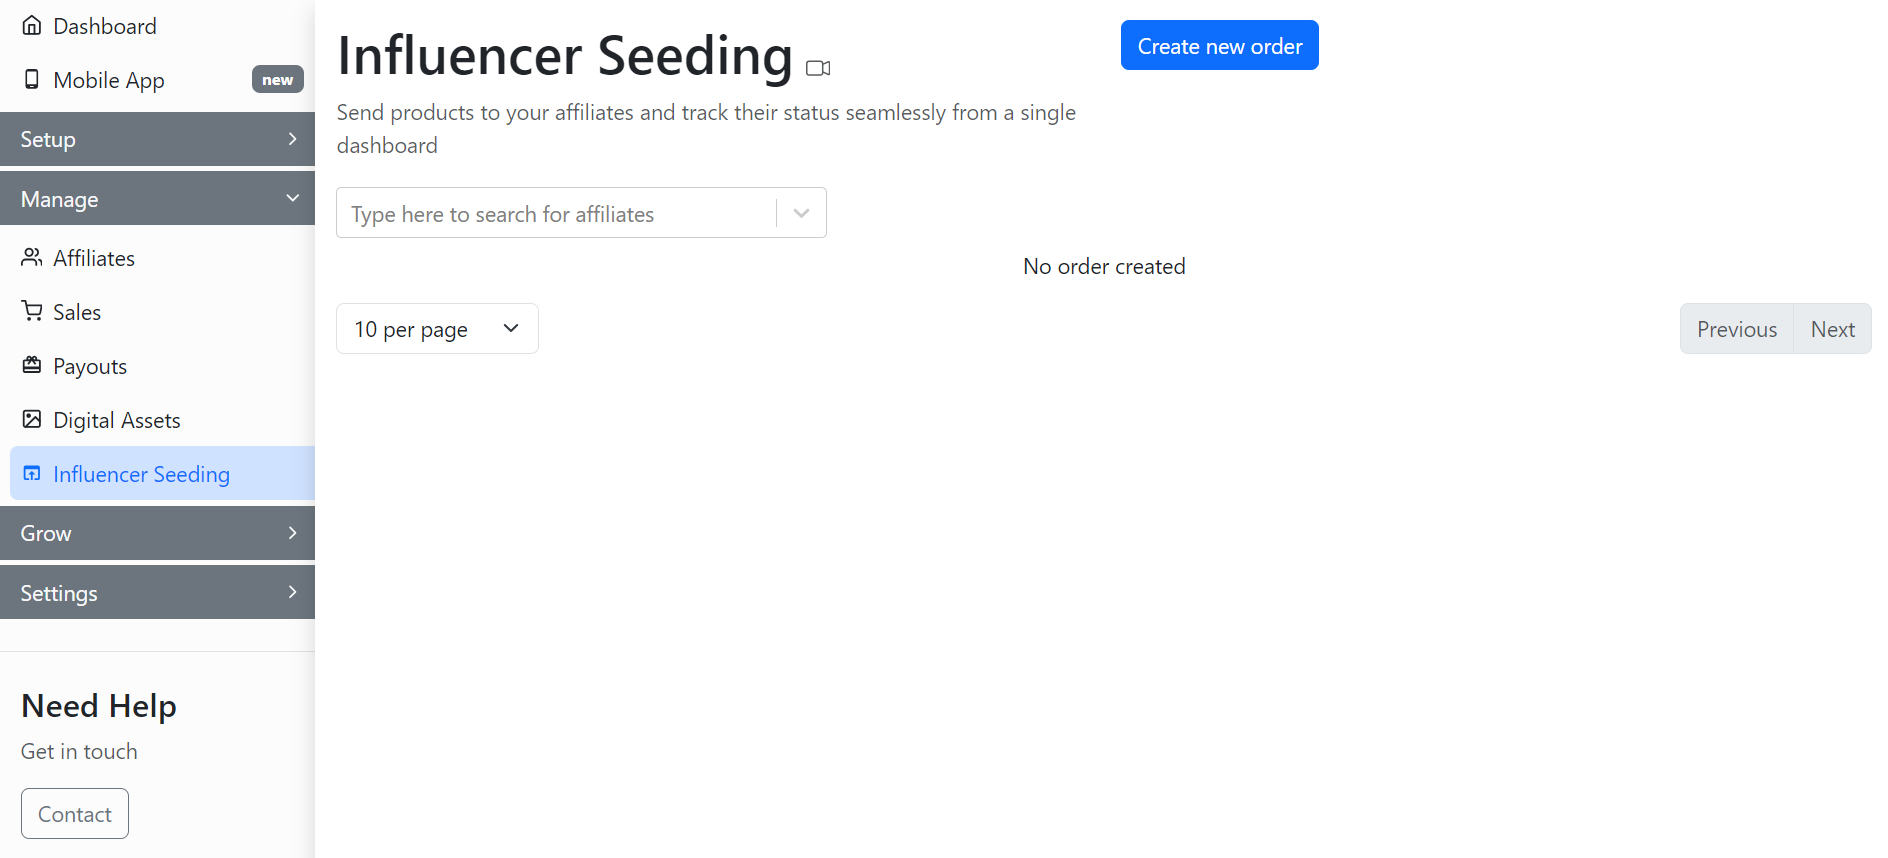 Dashboard
Mobile App
new
Setup
Manage
Affiliates
Sales
Payouts
Digital Assets
Influencer Seeding
Grow
Settings
Need Help
Get in touch
Contact
Influencer Seeding
Create new order
Send products to your affiliates and track their status seamlessly from a single
dashboard
Type here to search for affiliates
No order created
10 per page
Previous
Next